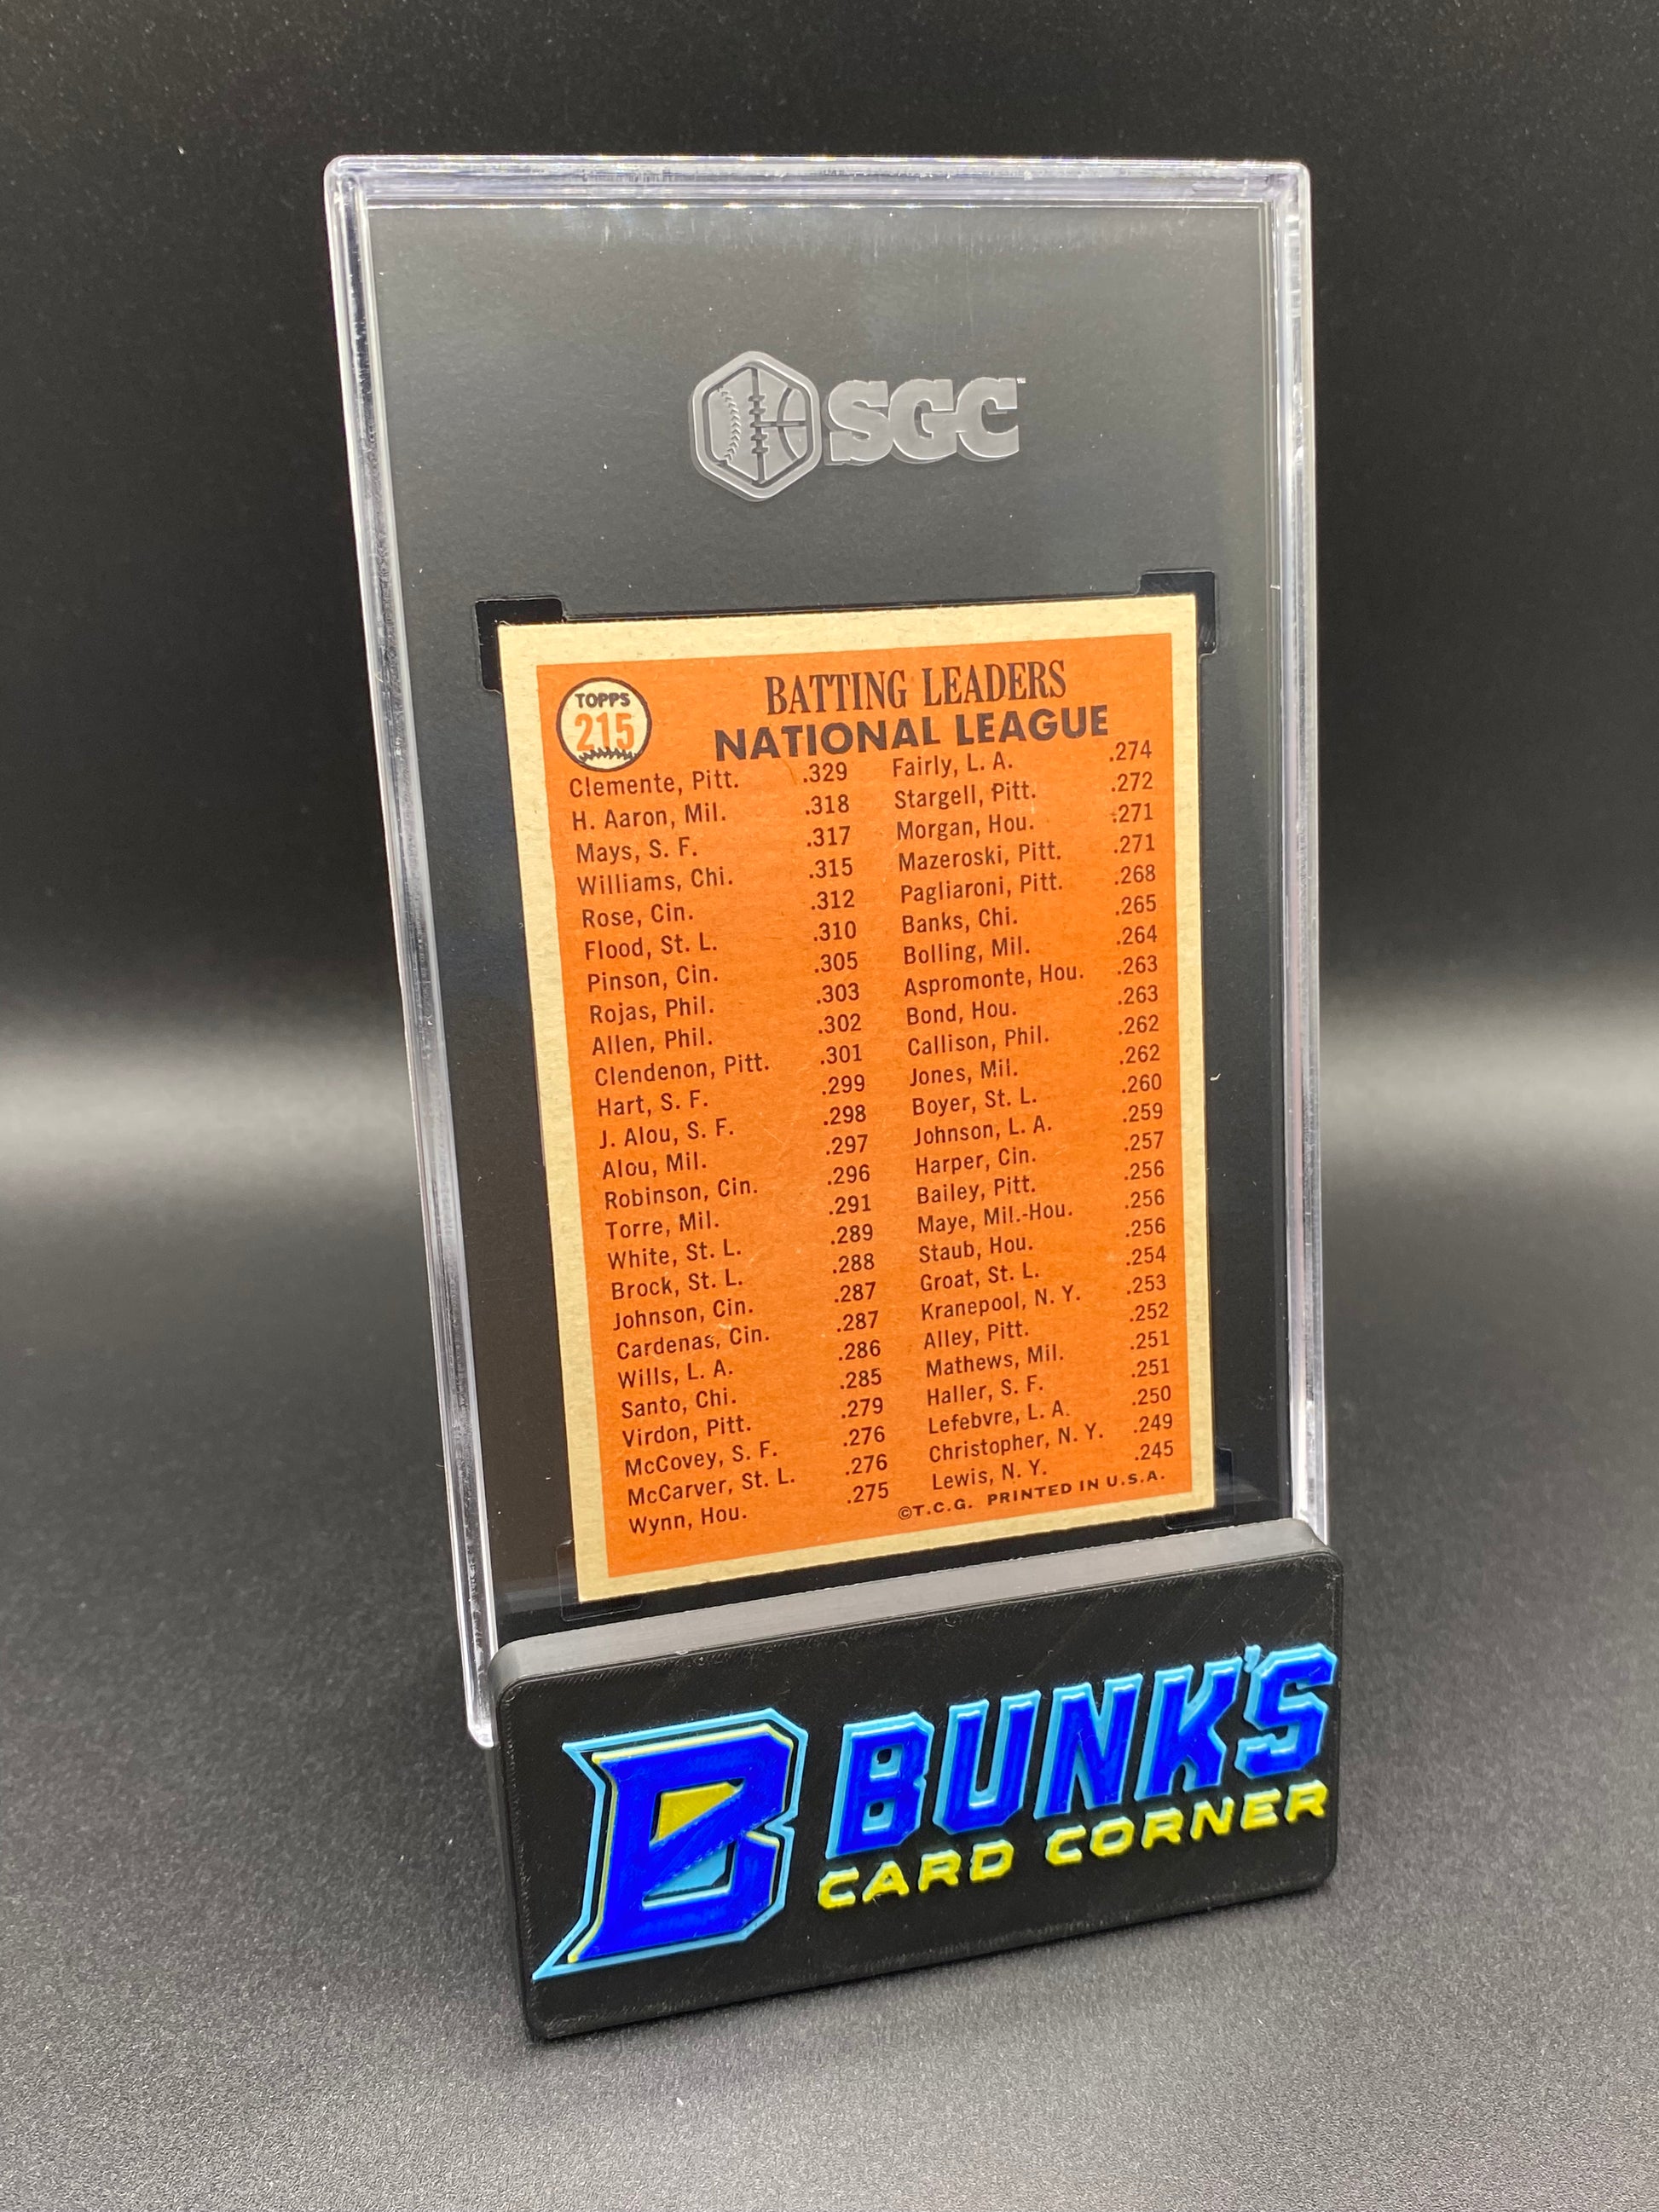 SGC™
TOPPS
215
BATTING LEADERS
NATIONAL LEAGUE
Clemente, Pitt. .329
H. Aaron, Mil. .318
Mays, S. F. .317
Williams, Chi. .315
Rose, Cin. .312
Flood, St. L. .310
Pinson, Cin. .305
Rojas, Phil. .303
Allen, Phil. .302
Clendenon, Pitt. .301
Hart, S. F. .299
J. Alou, S. F. .298
Alou, Mil. .297
Robinson, Cin. .296
Torre, Mil. .291
White, St. L. .289
Brock, St. L. .288
Johnson, Cin. .287
Cardenas, Cin. .287
Wills, L. A. .286
Santo, Chi. .285
Virdon, Pitt. .279
McCovey, S. F. .276
McCarver, St. L. .276
Wynn, Hou. .275
Fairly, L. A. .274
Stargell, Pitt. .272
Morgan, Hou. .271
Mazeroski, Pitt. .271
Pagliaroni, Pitt. .268
Banks, Chi. .265
Bolling, Mil. .264
Aspromonte, Hou. .263
Bond, Hou. .263
Callison, Phil. .262
Jones, Mil. .262
Boyer, St. L. .260
Johnson, L. A. .259
Harper, Cin. .257
Bailey, Pitt. .256
Maye, Mil.-Hou. .256
Staub, Hou. .256
Groat, St. L. .254
Kranepool, N. Y. .253
Alley, Pitt. .252
Mathews, Mil. .251
Haller, S. F. .251
Lefebvre, L. A. .250
Christopher, N. Y. .249
Lewis, N. Y. .245
©T.C.G. PRINTED IN U.S.A.
B BUNK'S
CARD CORNER